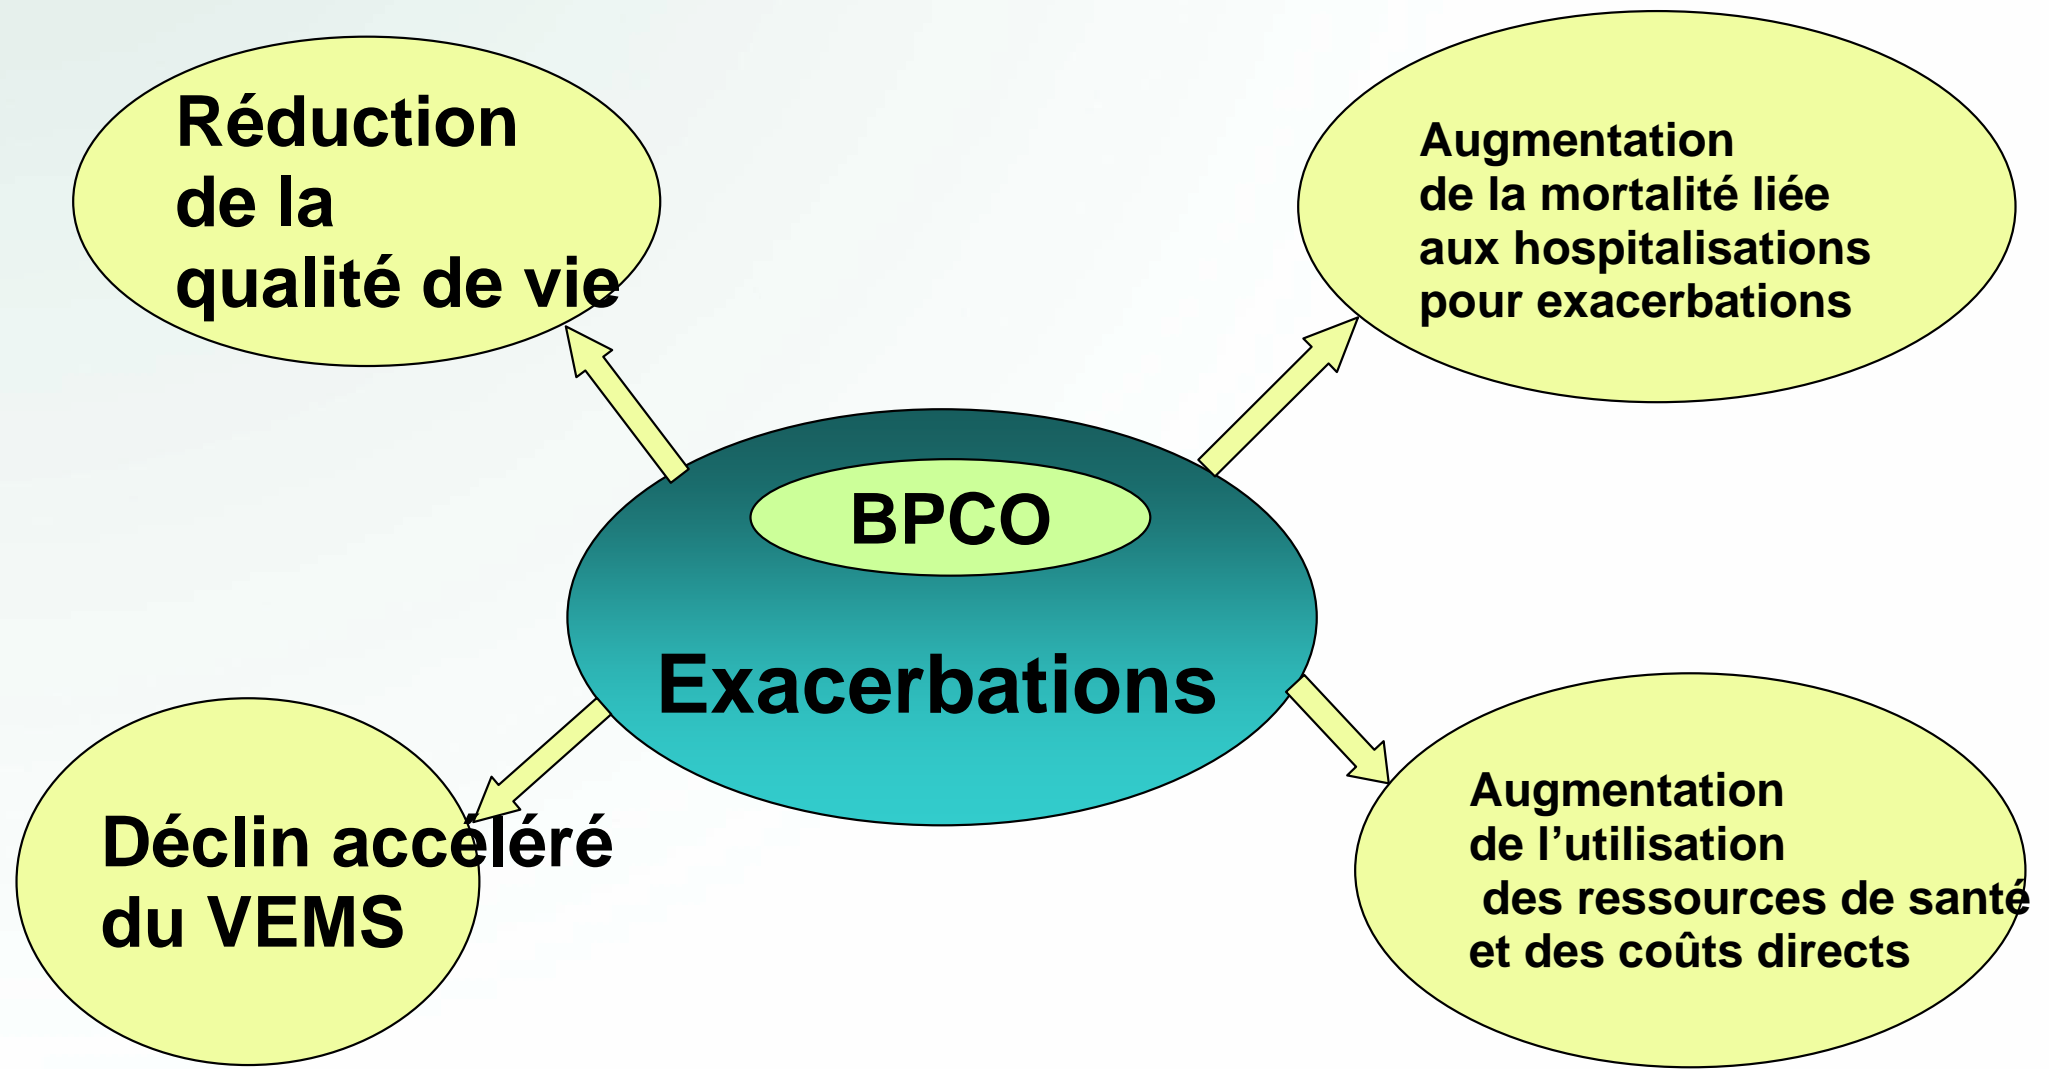 Réduction
de la
qualité de vie
Augmentation
de la mortalité liée
aux hospitalisations
pour exacerbations
BPCO
Exacerbations
Déclin accéléré
du VEMS
Augmentation
de l’utilisation
des ressources de santé
et des coûts directs